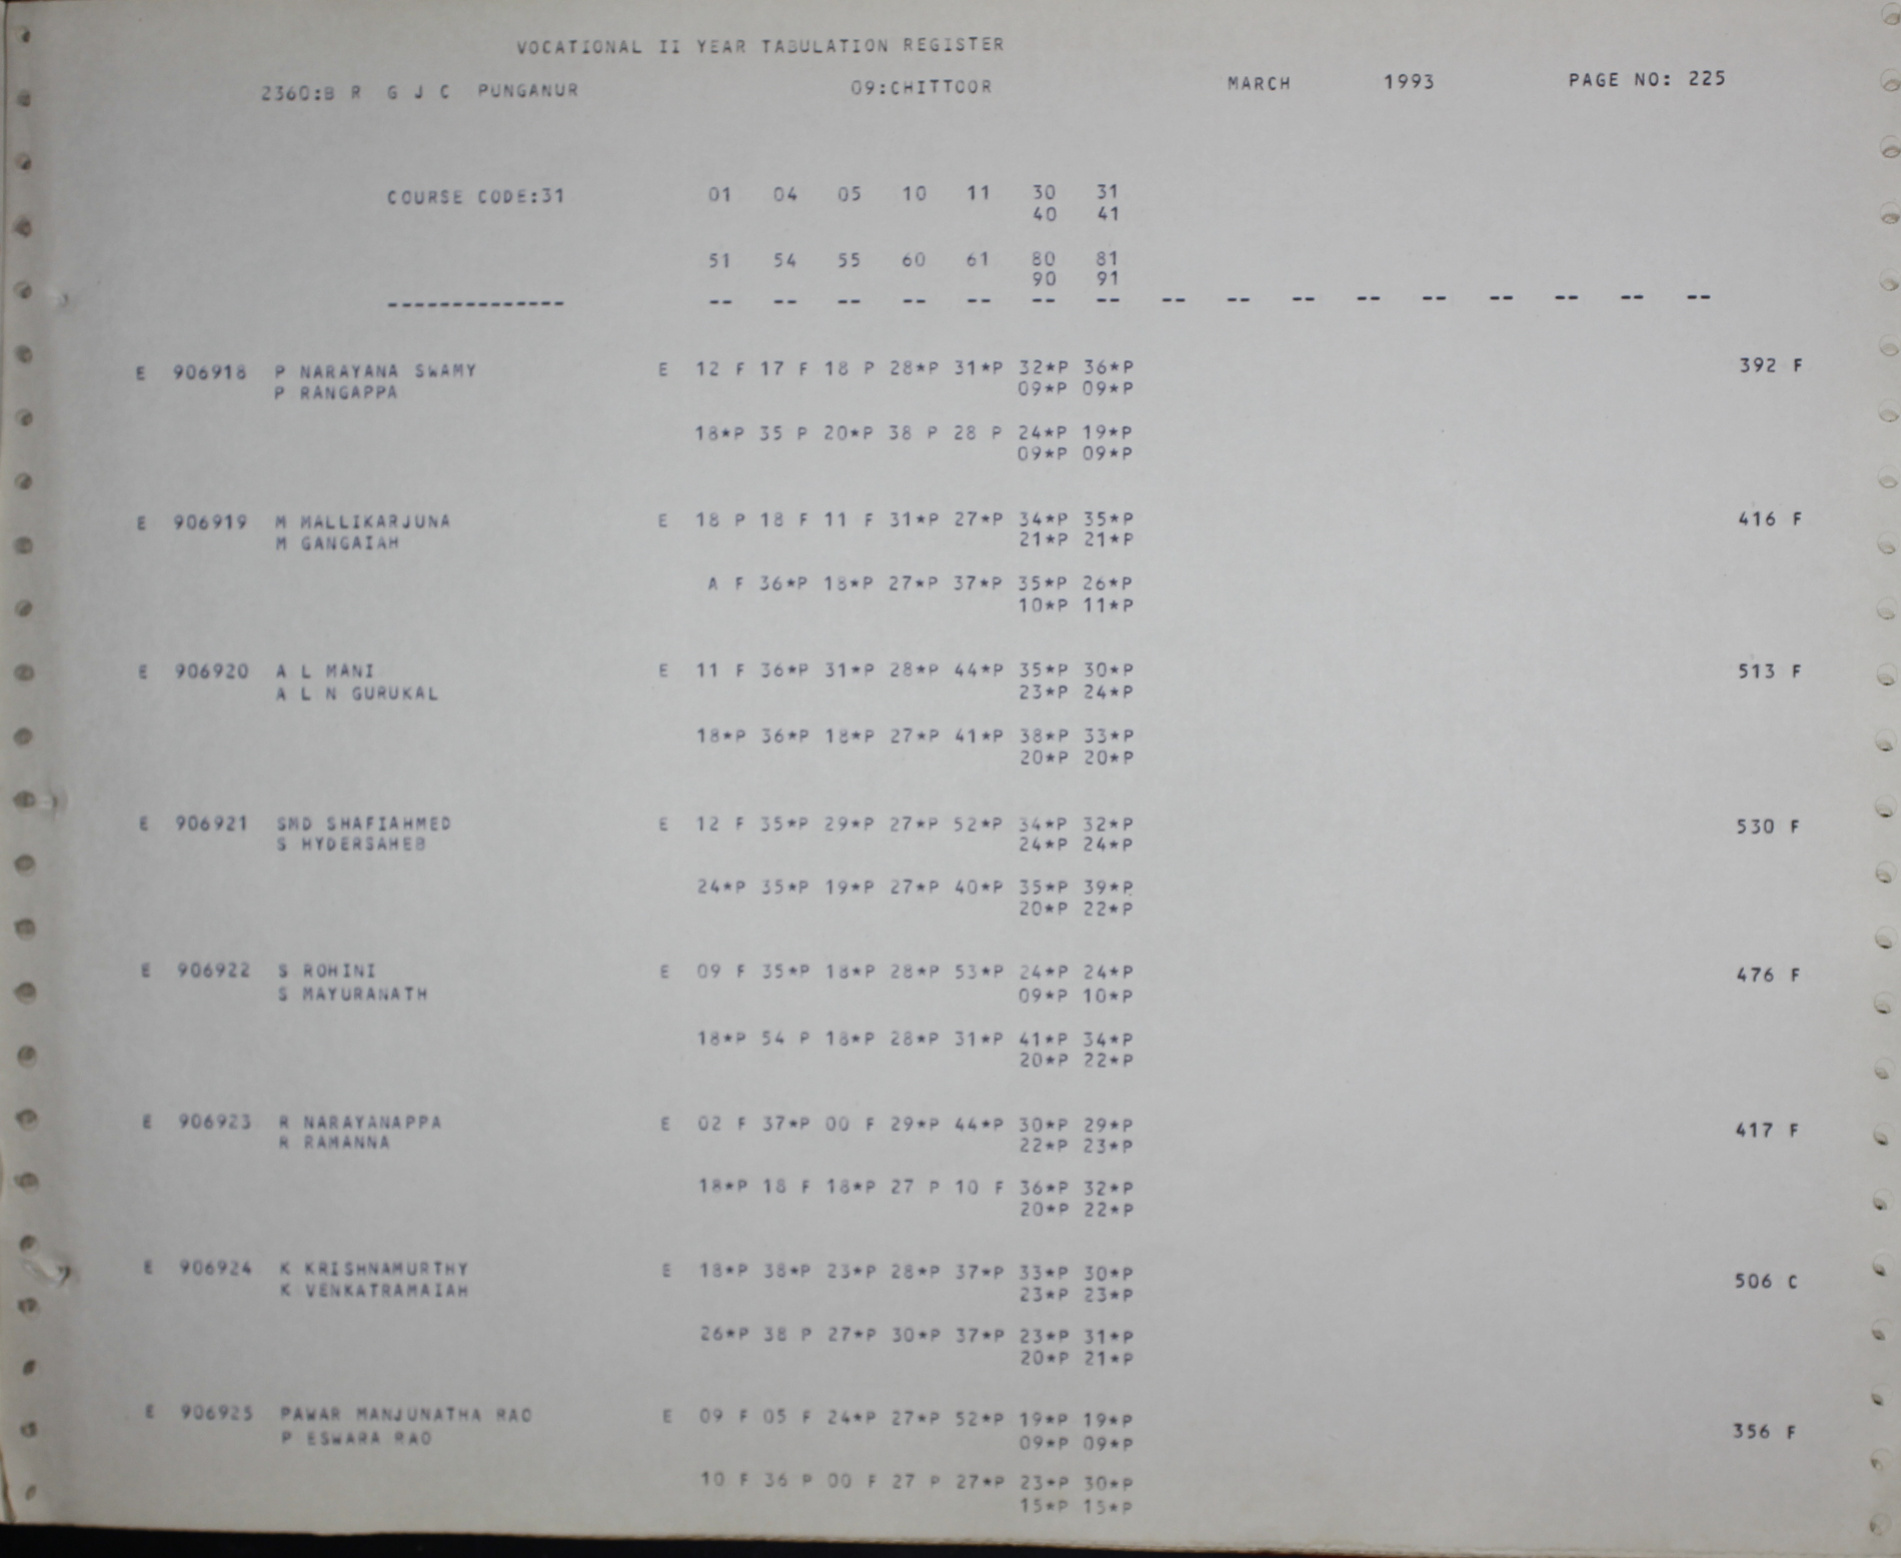 VOCATIONAL II YEAR TABULATION REGISTER
2360:B R G J C PUNGANUR 09:CHITTOOR MARCH 1993 PAGE NO: 225
COURSE CODE:31 01 04 05 10 11 30 31
40 41
51 54 55 60 61 80 81
90 91
-------------- -- -- -- -- -- -- -- -- -- -- -- -- -- -- -- --
E 906918 P NARAYANA SWAMY E 12 F 17 F 18 P 28*P 31*P 32*P 36*P 392 F
P RANGAPPA 09*P 09*P
18*P 35 P 20*P 38 P 28 P 24*P 19*P
09*P 09*P
E 906919 M MALLIKARJUNA E 18 P 18 F 11 F 31*P 27*P 34*P 35*P 416 F
M GANGAIAH 21*P 21*P
A F 36*P 18*P 27*P 37*P 35*P 26*P
10*P 11*P
E 906920 A L MANI E 11 F 36*P 31*P 28*P 44*P 35*P 30*P 513 F
A L N GURUKAL 23*P 24*P
18*P 36*P 18*P 27*P 41*P 38*P 33*P
20*P 20*P
E 906921 SMD SHAFIAHMED E 12 F 35*P 29*P 27*P 52*P 34*P 32*P 530 F
S HYDERSAHEB 24*P 24*P
24*P 35*P 19*P 27*P 40*P 35*P 39*P
20*P 22*P
E 906922 S ROHINI E 09 F 35*P 18*P 28*P 53*P 24*P 24*P 476 F
S MAYURANATH 09*P 10*P
18*P 54 P 18*P 28*P 31*P 41*P 34*P
20*P 22*P
E 906923 R NARAYANAPPA E 02 F 37*P 00 F 29*P 44*P 30*P 29*P 417 F
R RAMANNA 22*P 23*P
18*P 18 F 18*P 27 P 10 F 36*P 32*P
20*P 22*P
E 906924 K KRISHNAMURTHY E 18*P 38*P 23*P 28*P 37*P 33*P 30*P 506 C
K VENKATRAMAIAH 23*P 23*P
26*P 38 P 27*P 30*P 37*P 23*P 31*P
20*P 21*P
E 906925 PAWAR MANJUNATHA RAO E 09 F 05 F 24*P 27*P 52*P 19*P 19*P 356 F
P ESWARA RAO 09*P 09*P
10 F 36 P 00 F 27 P 27*P 23*P 30*P
15*P 15*P